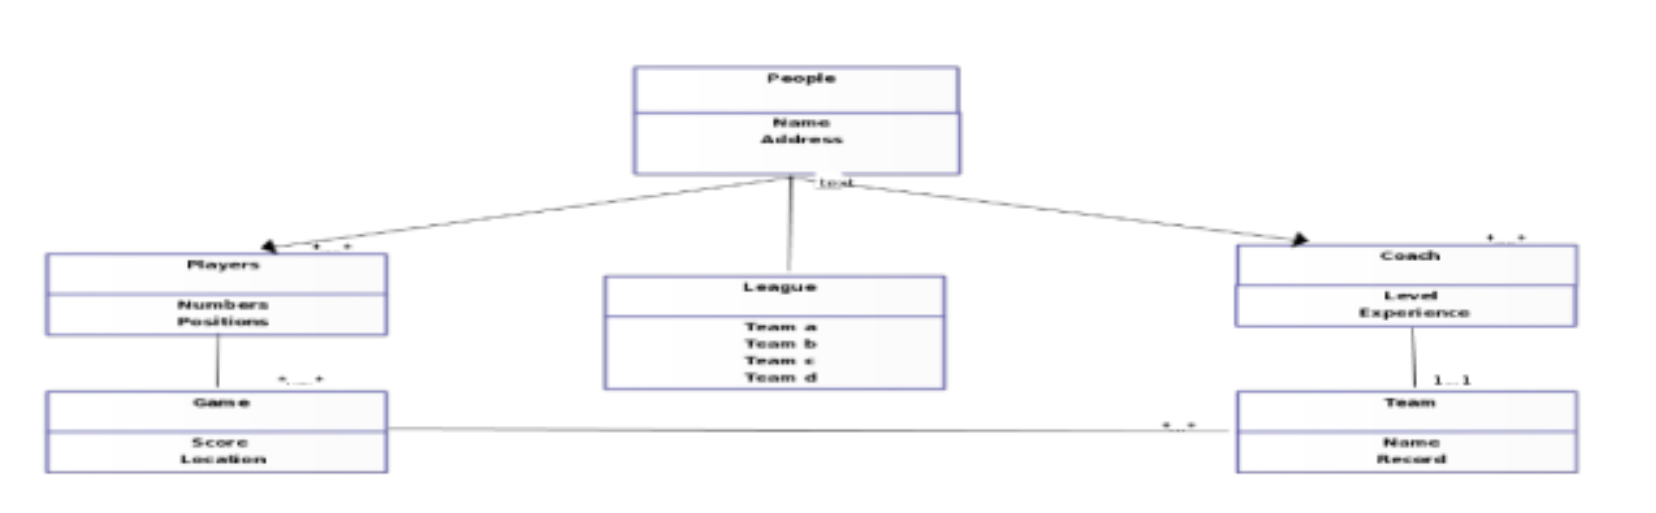 People
Name
Address
text
*...*
Players
Numbers
Positions
League
Team a
Team b
Team c
Team d
*...*
Coach
Level
Experience
*....*
Game
Score
Location
*..*
1...1
Team
Name
Record